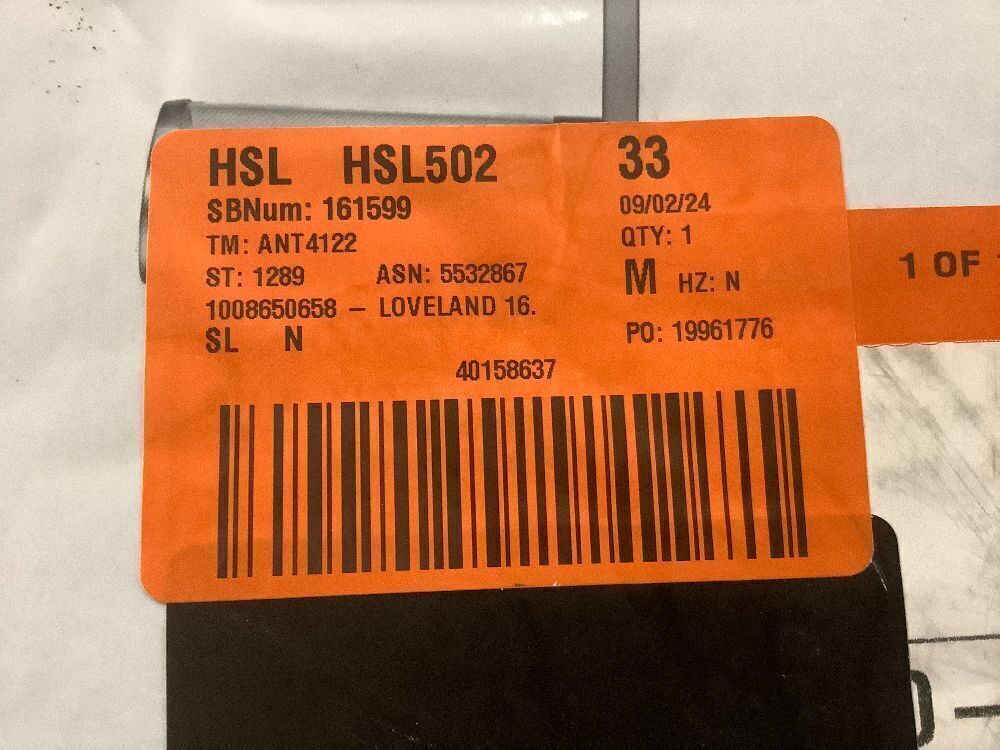 HSL HSL502 33
SBNum: 161599 09/02/24
TM: ANT4122 QTY: 1
ST: 1289 ASN: 5532867 M HZ: N
1008650658 – LOVELAND 16.
SL N PO: 19961776
40158637
1 OF